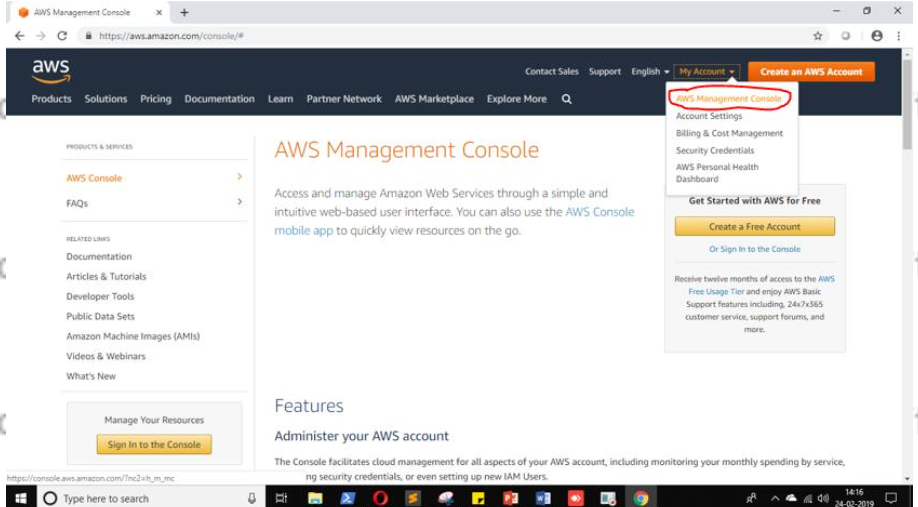 AWS Management Console
https://aws.amazon.com/console/#
aws
Contact Sales Support English My Account Create an AWS Account
Products Solutions Pricing Documentation Learn Partner Network AWS Marketplace Explore More
AWS Management Console
Account Settings
Billing & Cost Management
Security Credentials
AWS Personal Health
Dashboard
PRODUCTS & SERVICES
AWS Console
FAQs
RELATED LINKS
Documentation
Articles & Tutorials
Developer Tools
Public Data Sets
Amazon Machine Images (AMIs)
Videos & Webinars
What's New
Manage Your Resources
Sign In to the Console
AWS Management Console
Access and manage Amazon Web Services through a simple and
intuitive web-based user interface. You can also use the AWS Console
mobile app to quickly view resources on the go.
Get Started with AWS for Free
Create a Free Account
Or Sign In to the Console
Receive twelve months of access to the AWS
Free Usage Tier and enjoy AWS Basic
Support features including, 24x7x365
customer service, support forums, and
more.
Features
Administer your AWS account
The Console facilitates cloud management for all aspects of your AWS account, including monitoring your monthly spending by service,
ng security credentials, or even setting up new IAM Users.
https://console.aws.amazon.com/?nc2=h_m_mc
Type here to search
14:16
24-02-2019